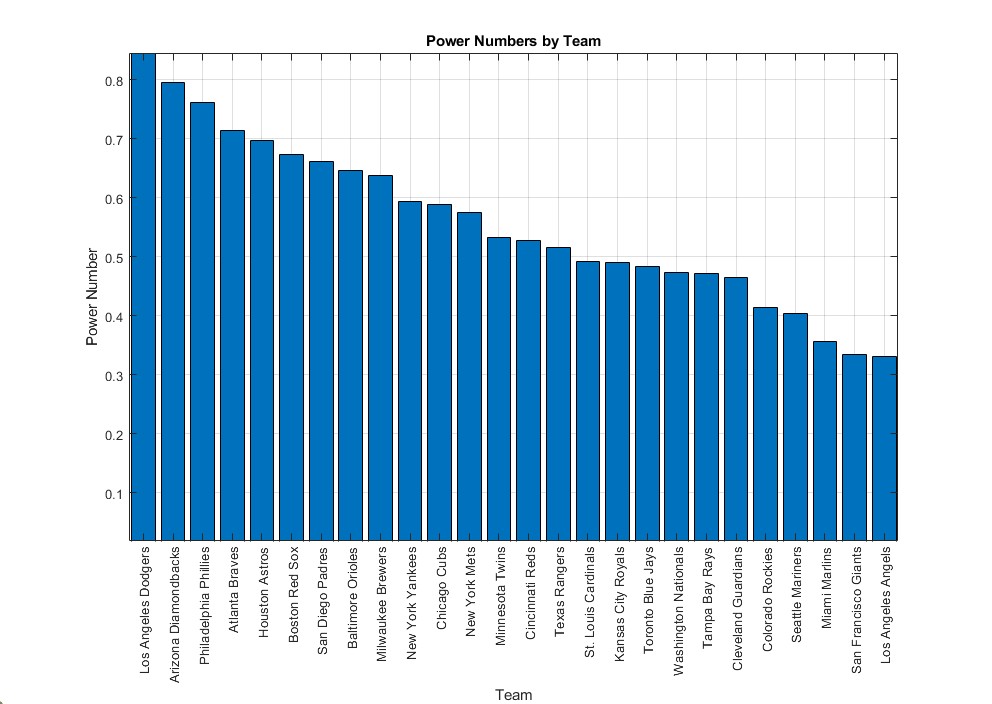 Power Numbers by Team
Power Number
0.8
0.7
0.6
0.5
0.4
0.3
0.2
0.1
Los Angeles Dodgers
Arizona Diamondbacks
Philadelphia Phillies
Atlanta Braves
Houston Astros
Boston Red Sox
San Diego Padres
Baltimore Orioles
Milwaukee Brewers
New York Yankees
Chicago Cubs
New York Mets
Minnesota Twins
Cincinnati Reds
Texas Rangers
St. Louis Cardinals
Kansas City Royals
Toronto Blue Jays
Washington Nationals
Tampa Bay Rays
Cleveland Guardians
Colorado Rockies
Seattle Mariners
Miami Marlins
San Francisco Giants
Los Angeles Angels
Team